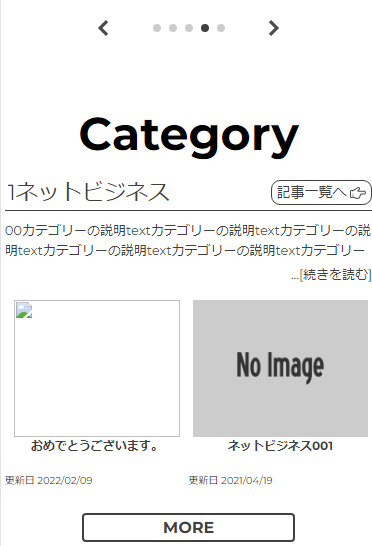 Category
1ネットビジネス
記事一覧へ
00カテゴリーの説明textカテゴリーの説明textカテゴリーの説
明textカテゴリーの説明textカテゴリーの説明textカテゴリー
...[続きを読む]
No Image
おめでとうございます。
ネットビジネス001
更新日 2022/02/09
更新日 2021/04/19
MORE